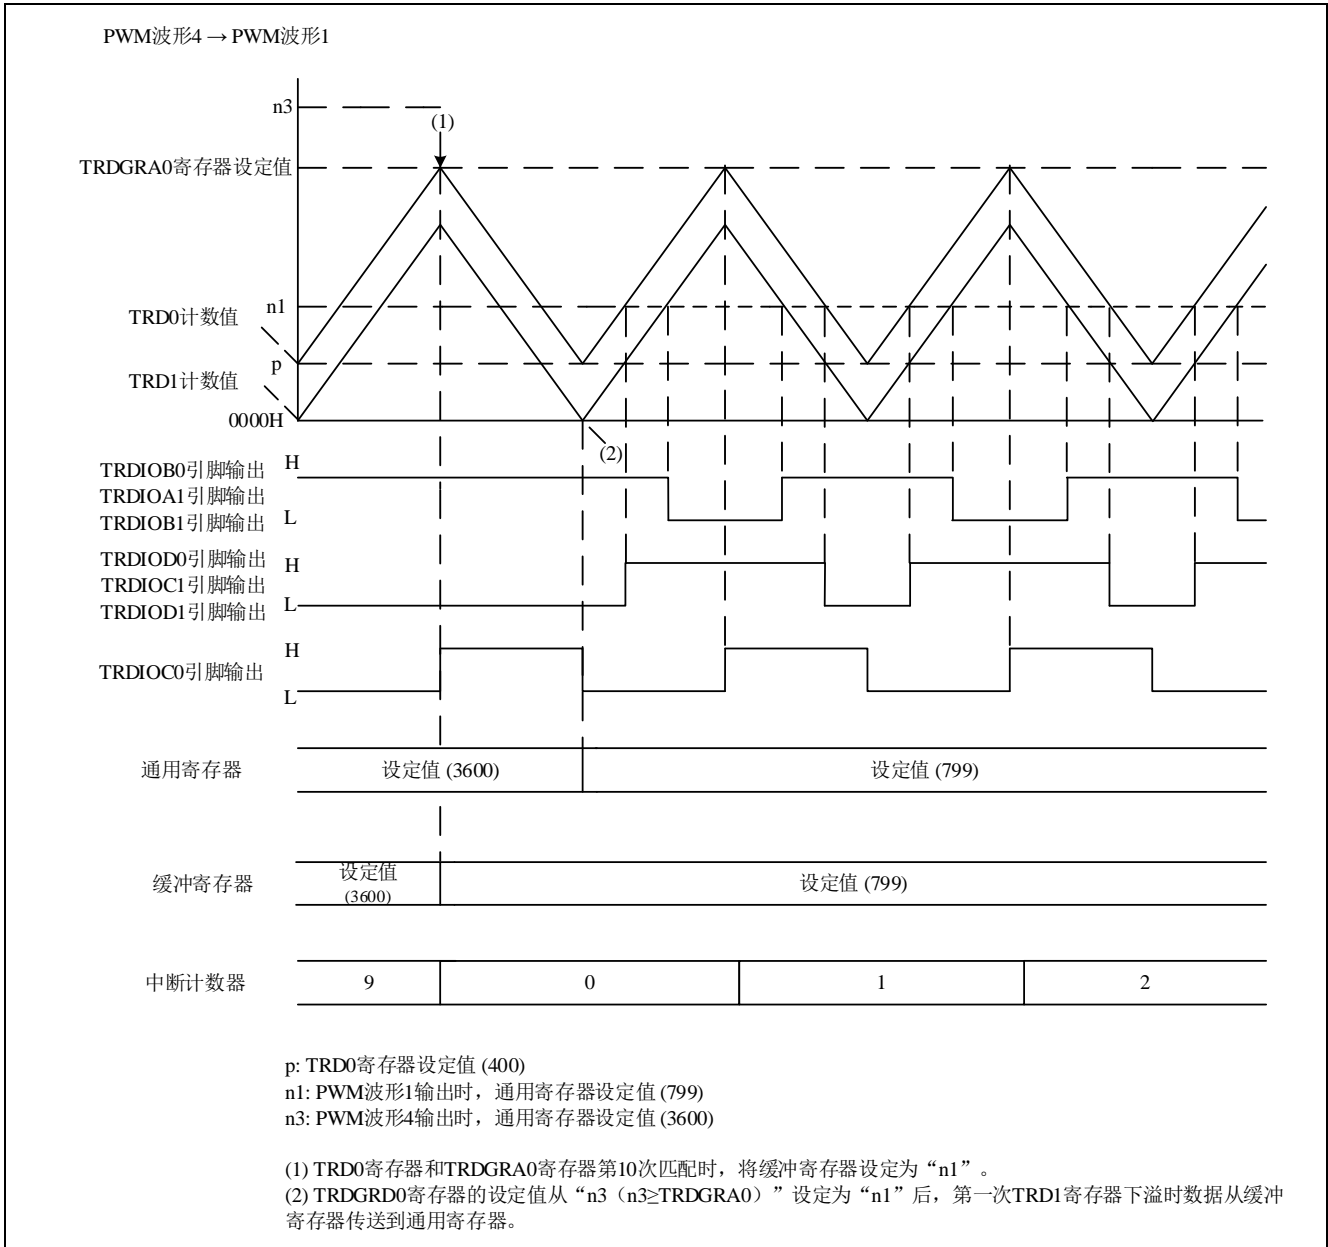 PWM波形4 → PWM波形1
n3
(1)
TRDGRA0寄存器设定值
n1
TRD0计数值
p
TRD1计数值
0000H
(2)
TRDIOB0引脚输出 H
TRDIOA1引脚输出
TRDIOB1引脚输出 L
TRDIOD0引脚输出 H
TRDIOC1引脚输出
TRDIOD1引脚输出 L
H
TRDIOC0引脚输出
L
通用寄存器 设定值 (3600) 设定值 (799)
缓冲寄存器 设定值 (3600) 设定值 (799)
中断计数器 9 0 1 2
p: TRD0寄存器设定值 (400)
n1: PWM波形1输出时，通用寄存器设定值 (799)
n3: PWM波形4输出时，通用寄存器设定值 (3600)
(1) TRD0寄存器和TRDGRA0寄存器第10次匹配时，将缓冲寄存器设定为“n1”。
(2) TRDGRD0寄存器的设定值从“n3（n3≥TRDGRA0）”设定为“n1”后，第一次TRD1寄存器下溢时数据从缓冲
寄存器传送到通用寄存器。